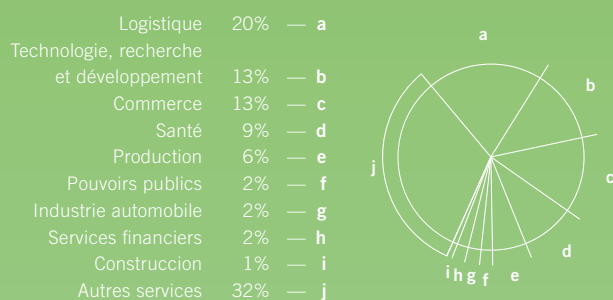 Logistique 20% — a
Technologie, recherche
et développement 13% — b
Commerce 13% — c
Santé 9% — d
Production 6% — e
Pouvoirs publics 2% — f
Industrie automobile 2% — g
Services financiers 2% — h
Construccion 1% — i
Autres services 32% — j
a
b
c
d
e
f
g
h
i
j